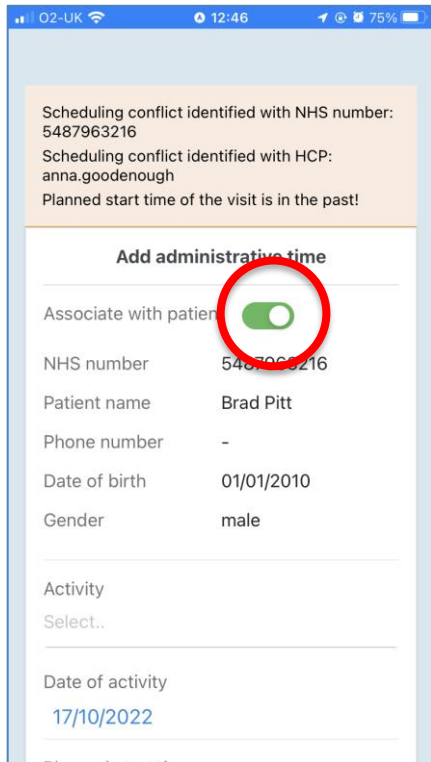 O2-UK 12:46 75%
Scheduling conflict identified with NHS number:
5487963216
Scheduling conflict identified with HCP:
anna.goodenough
Planned start time of the visit is in the past!
Add administrative time
Associate with patien
NHS number 5487963216
Patient name Brad Pitt
Phone number -
Date of birth 01/01/2010
Gender male
Activity
Select..
Date of activity
17/10/2022